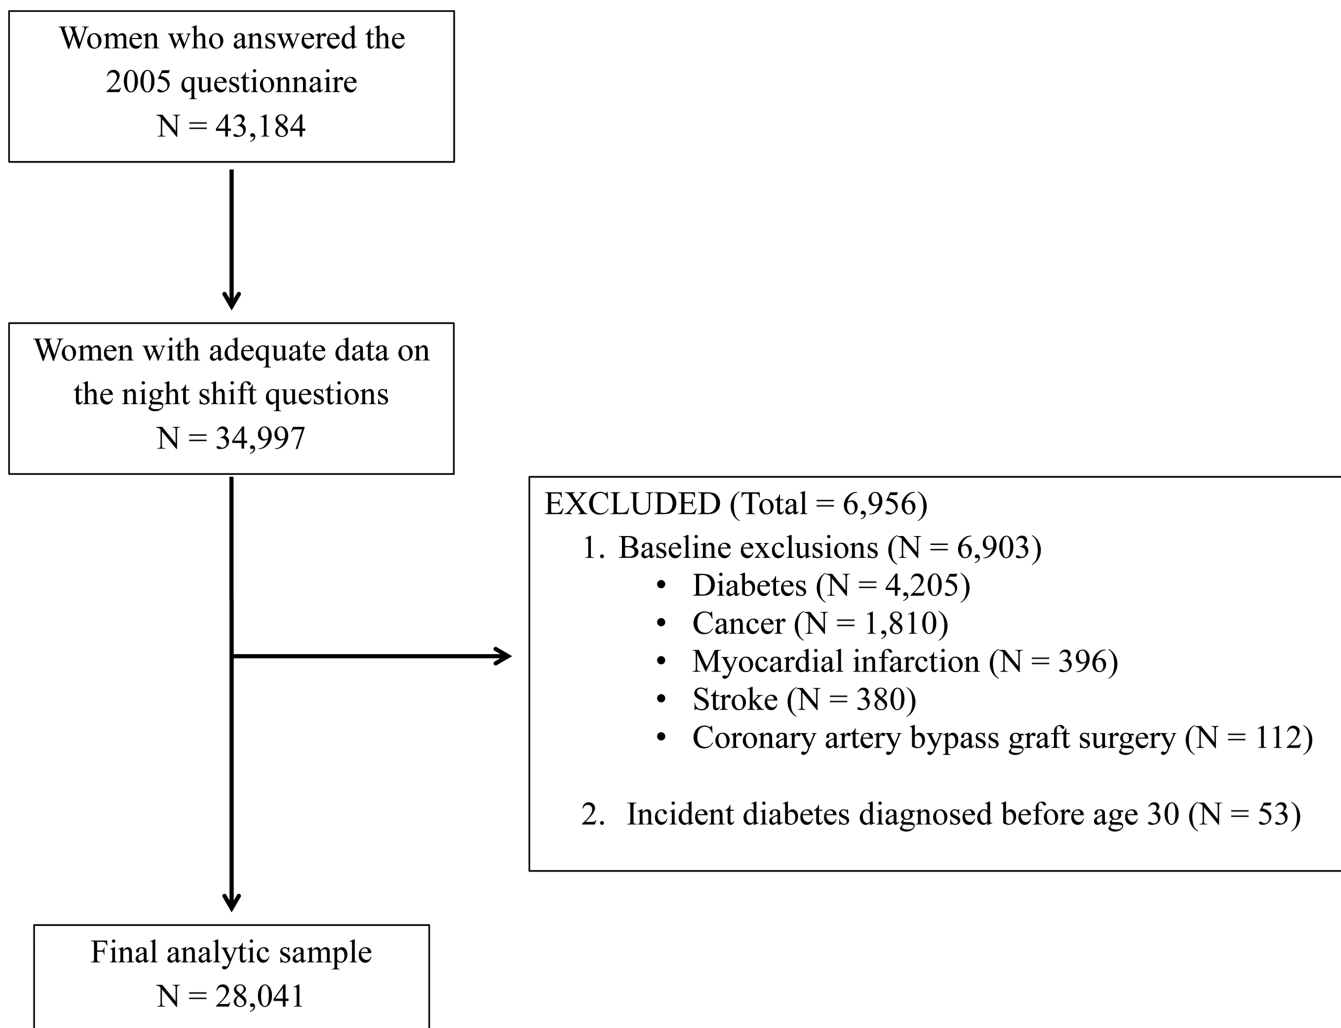 Women who answered the
2005 questionnaire
N = 43,184
Women with adequate data on
the night shift questions
N = 34,997
EXCLUDED (Total = 6,956)
1. Baseline exclusions (N = 6,903)
• Diabetes (N = 4,205)
• Cancer (N = 1,810)
• Myocardial infarction (N = 396)
• Stroke (N = 380)
• Coronary artery bypass graft surgery (N = 112)
2. Incident diabetes diagnosed before age 30 (N = 53)
Final analytic sample
N = 28,041